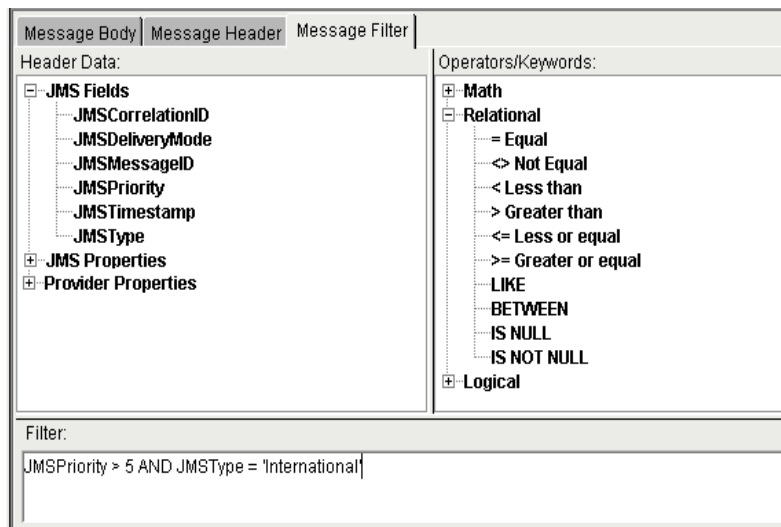 Message Body
Message Header
Message Filter
Header Data:
JMS Fields
JMSCorrelationID
JMSDeliveryMode
JMSMessageID
JMSPriority
JMSTimestamp
JMSType
JMS Properties
Provider Properties
Operators/Keywords:
Math
Relational
= Equal
<> Not Equal
< Less than
> Greater than
<= Less or equal
>= Greater or equal
LIKE
BETWEEN
IS NULL
IS NOT NULL
Logical
Filter:
JMSPriority > 5 AND JMSType = 'International'